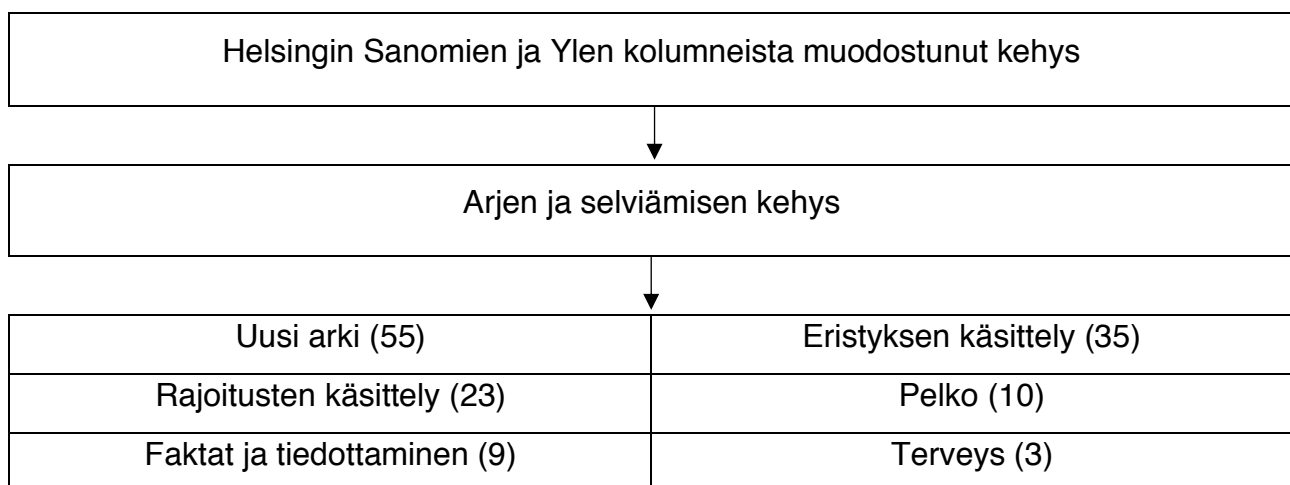 Helsingin Sanomien ja Ylen kolumneista muodostunut kehys
Arjen ja selviämisen kehys
Uusi arki (55) Eristyksen käsittely (35)
Rajoitusten käsittely (23) Pelko (10)
Faktat ja tiedottaminen (9) Terveys (3)